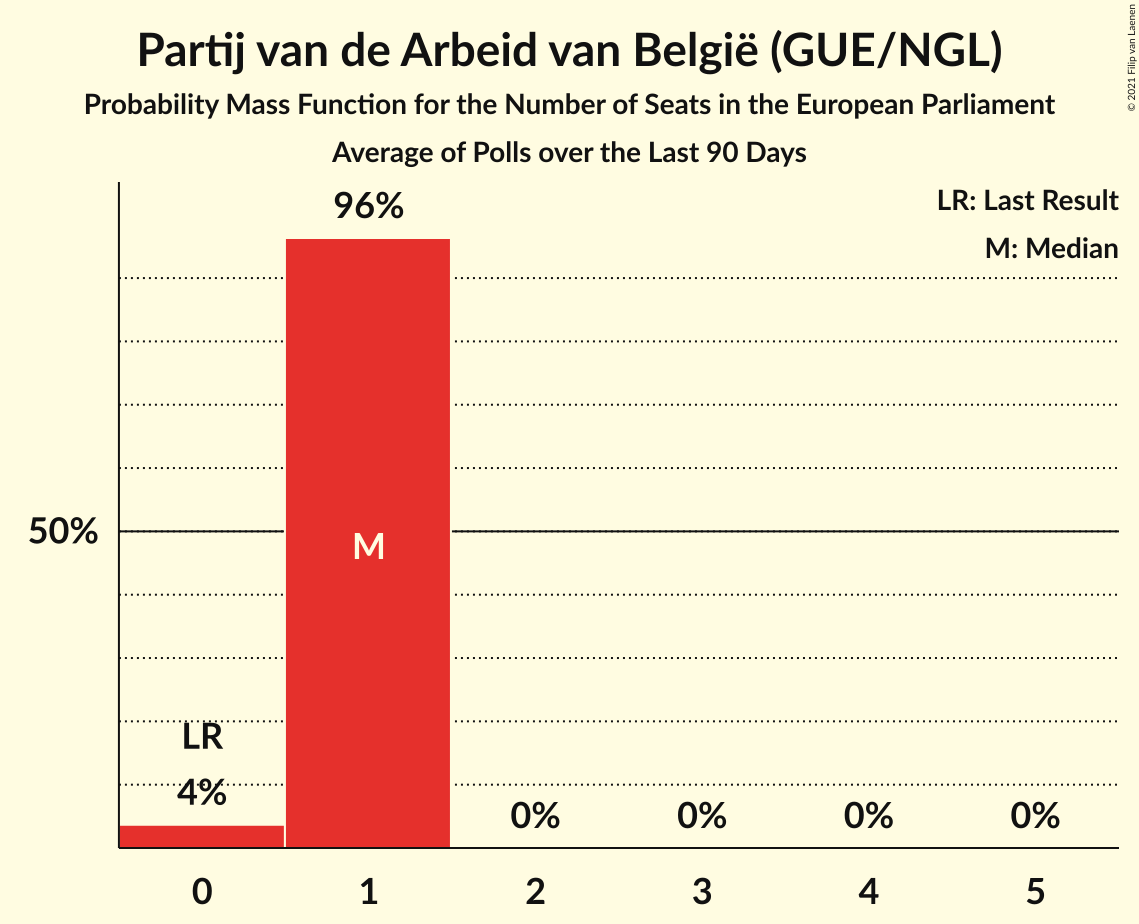 Partij van de Arbeid van België (GUE/NGL)
Probability Mass Function for the Number of Seats in the European Parliament
Average of Polls over the Last 90 Days
© 2021 Filip van Laenen
LR: Last Result
M: Median
96%
50%
M
LR
4%
0%
0%
0%
0%
0
1
2
3
4
5